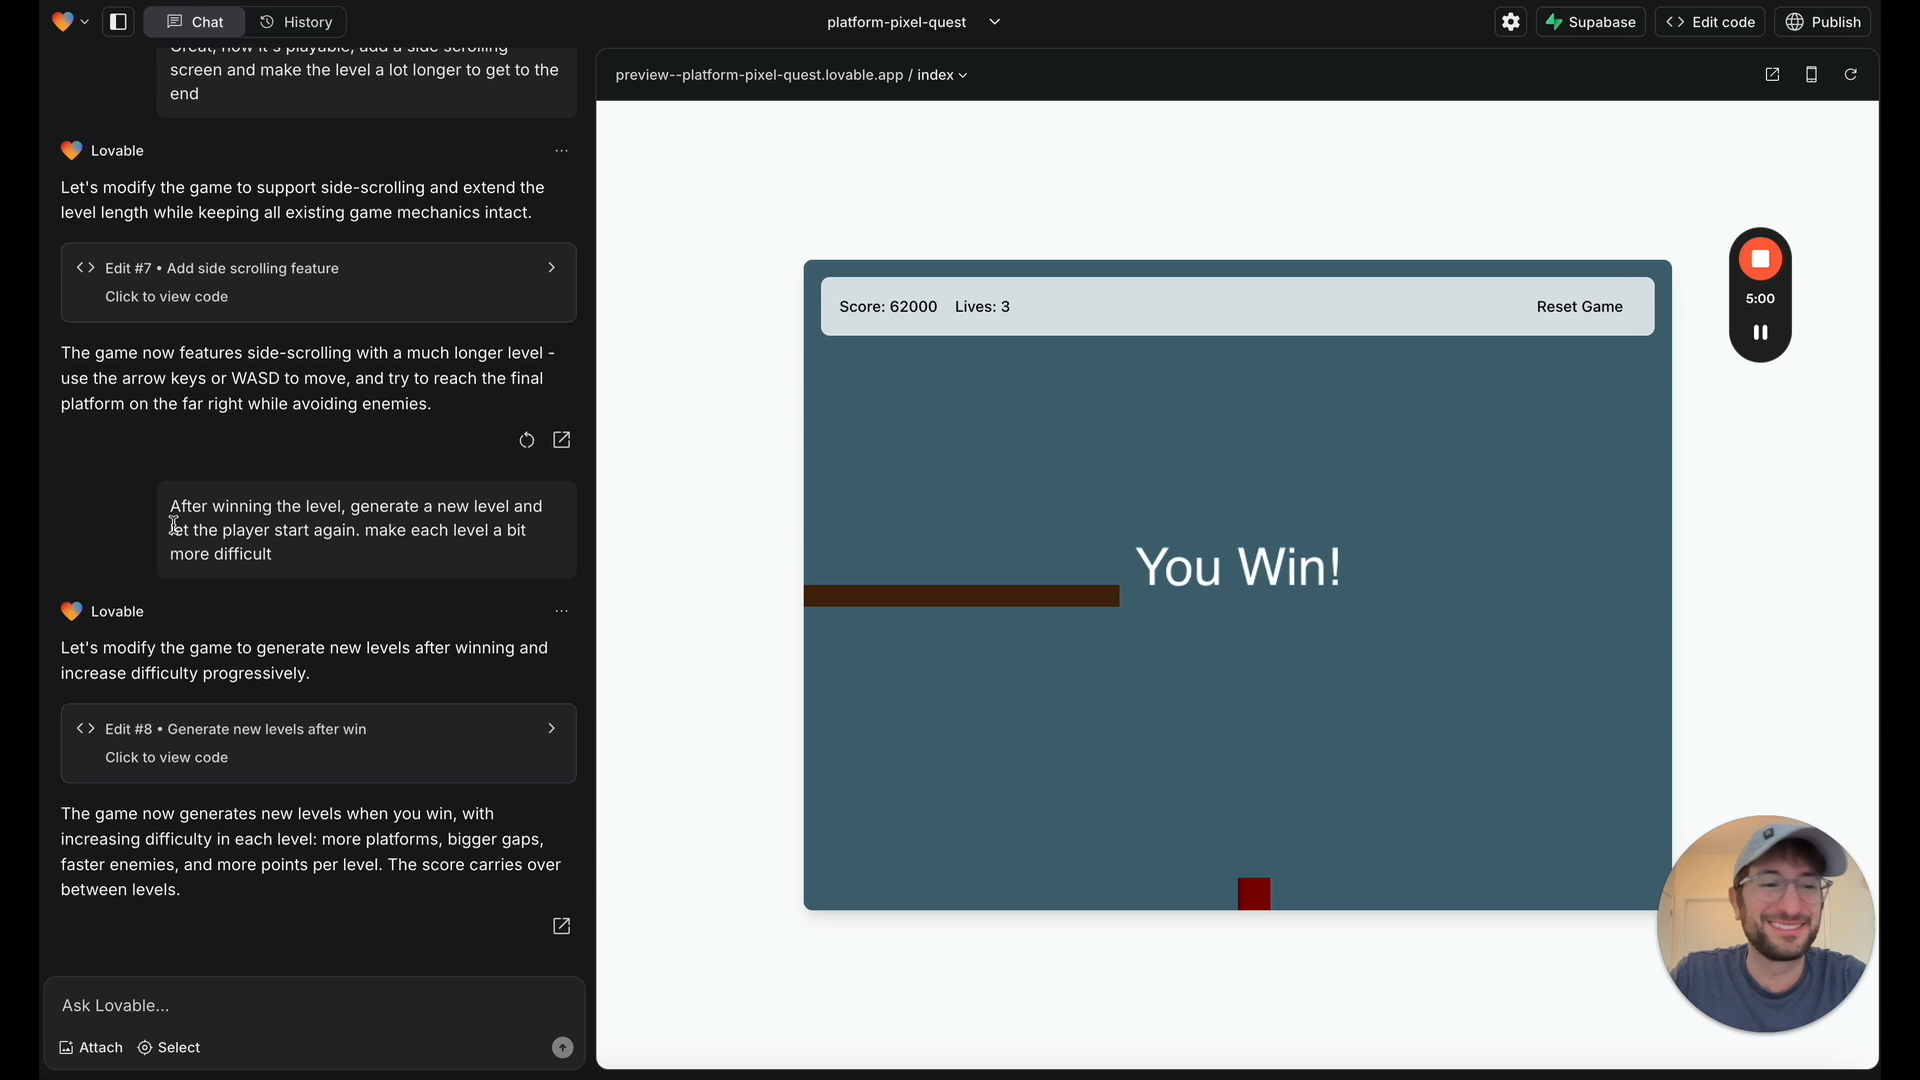 Chat
History
platform-pixel-quest
Supabase
Edit code
Publish
Great, now it's playable, add a side scrolling
screen and make the level a lot longer to get to the
end
Lovable
Let's modify the game to support side-scrolling and extend the
level length while keeping all existing game mechanics intact.
Edit #7 • Add side scrolling feature
Click to view code
The game now features side-scrolling with a much longer level -
use the arrow keys or WASD to move, and try to reach the final
platform on the far right while avoiding enemies.
After winning the level, generate a new level and
let the player start again. make each level a bit
more difficult
Lovable
Let's modify the game to generate new levels after winning and
increase difficulty progressively.
Edit #8 • Generate new levels after win
Click to view code
The game now generates new levels when you win, with
increasing difficulty in each level: more platforms, bigger gaps,
faster enemies, and more points per level. The score carries over
between levels.
Ask Lovable...
Attach
Select
preview--platform-pixel-quest.lovable.app / index
Score: 62000 Lives: 3
Reset Game
You Win!
5:00